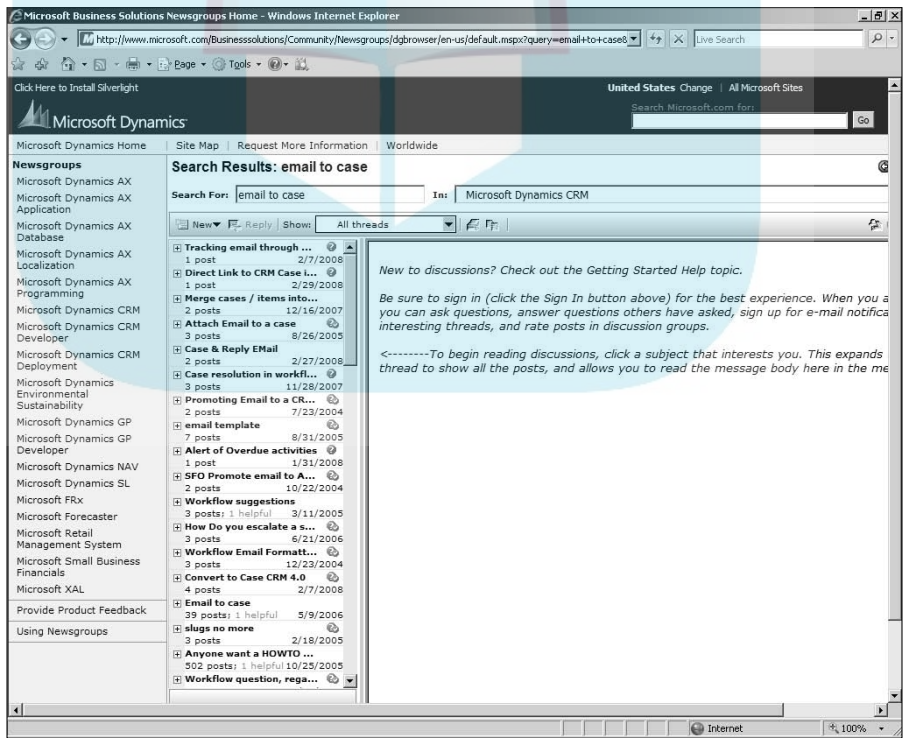 Microsoft Business Solutions Newsgroups Home - Windows Internet Explorer
http://www.microsoft.com/Businesssolutions/Community/Newsgroups/dgbrowser/en-us/default.mspx?query=email+to+case&
Live Search
Page Tools
Click Here to Install Silverlight
United States Change | All Microsoft Sites
Microsoft Dynamics
Search Microsoft.com for:
Go
Microsoft Dynamics Home | Site Map | Request More Information | Worldwide
Newsgroups
Microsoft Dynamics AX
Microsoft Dynamics AX
Application
Microsoft Dynamics AX
Database
Microsoft Dynamics AX
Localization
Microsoft Dynamics AX
Programming
Microsoft Dynamics CRM
Microsoft Dynamics CRM
Developer
Microsoft Dynamics CRM
Deployment
Microsoft Dynamics
Environmental
Sustainability
Microsoft Dynamics GP
Microsoft Dynamics GP
Developer
Microsoft Dynamics NAV
Microsoft Dynamics SL
Microsoft FRx
Microsoft Forecaster
Microsoft Retail
Management System
Microsoft Small Business
Financials
Microsoft XAL
Provide Product Feedback
Using Newsgroups
Search Results: email to case
Search For: email to case In: Microsoft Dynamics CRM
New Reply Show: All threads
Tracking email through ...
1 post 2/7/2008
Direct Link to CRM Case i...
1 post 2/29/2008
Merge cases / items into...
2 posts 12/16/2007
Attach Email to a case
3 posts 8/26/2005
Case & Reply EMail
2 posts 2/27/2008
Case resolution in workfl...
3 posts 11/28/2007
Promoting Email to a CR...
2 posts 7/23/2004
email template
7 posts 8/31/2005
Alert of Overdue activities
1 post 1/31/2008
SFO Promote email to A...
2 posts 10/22/2004
Workflow suggestions
3 posts; 1 helpful 3/11/2005
How Do you escalate a s...
3 posts 6/21/2006
Workflow Email Formatt...
3 posts 12/23/2004
Convert to Case CRM 4.0
4 posts 2/7/2008
Email to case
39 posts; 1 helpful 5/9/2006
slugs no more
3 posts 2/18/2005
Anyone want a HOWTO ...
502 posts; 1 helpful 10/25/2005
Workflow question, rega...
New to discussions? Check out the Getting Started Help topic.
Be sure to sign in (click the Sign In button above) for the best experience. When you a
you can ask questions, answer questions others have asked, sign up for e-mail notifica
interesting threads, and rate posts in discussion groups.
<--------To begin reading discussions, click a subject that interests you. This expands
thread to show all the posts, and allows you to read the message body here in the me
Internet
100%